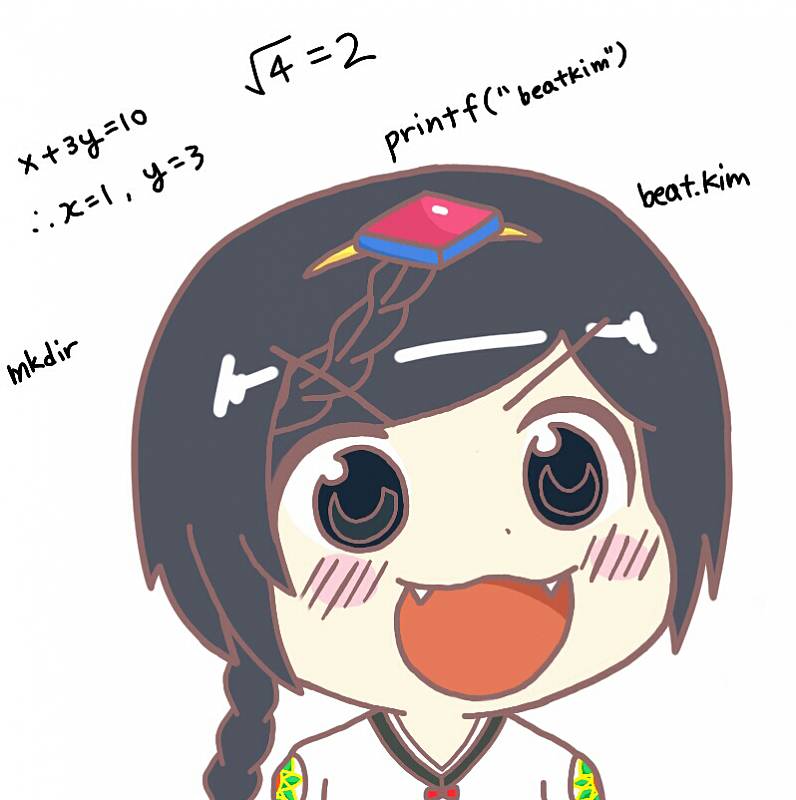 √4=2
printf("beatkim")
x+3y=10
∴x=1, y=3
beat.kim
mkdir